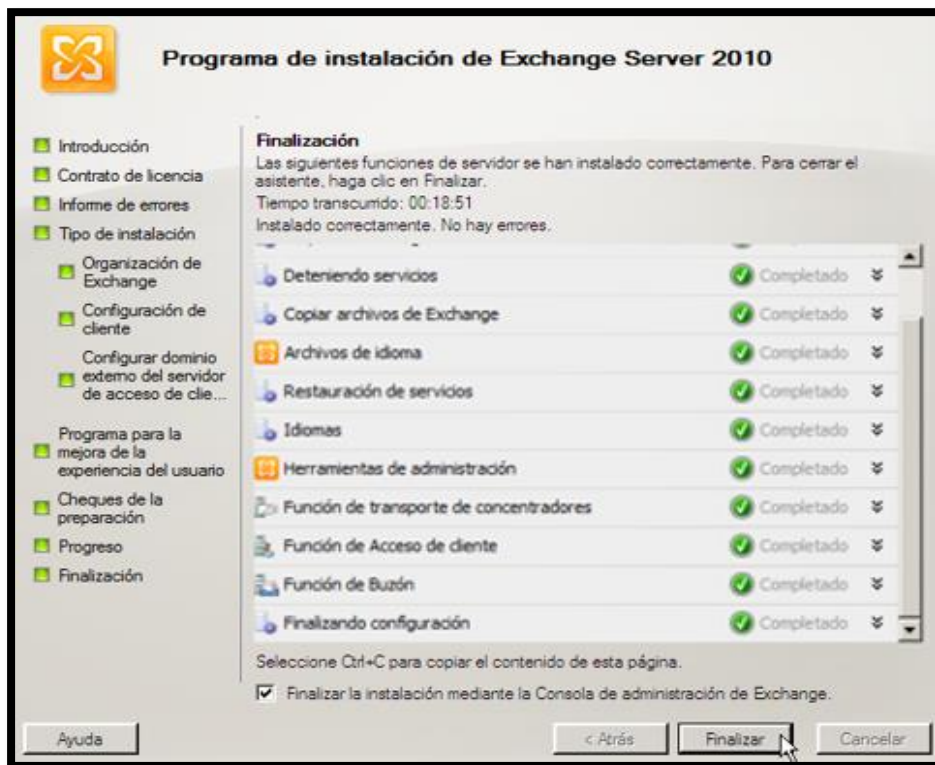 Programa de instalación de Exchange Server 2010
Introducción
Contrato de licencia
Informe de errores
Tipo de instalación
Organización de
Exchange
Configuración de
cliente
Configurar dominio
externo del servidor
de acceso de clie...
Programa para la
mejora de la
experiencia del usuario
Cheques de la
preparación
Progreso
Finalización
Finalización
Las siguientes funciones de servidor se han instalado correctamente. Para cerrar el
asistente, haga clic en Finalizar.
Tiempo transcurrido: 00:18:51
Instalado correctamente. No hay errores.
Deteniendo servicios Completado
Copiar archivos de Exchange Completado
Archivos de idioma Completado
Restauración de servicios Completado
Idiomas Completado
Herramientas de administración Completado
Función de transporte de concentradores Completado
Función de Acceso de cliente Completado
Función de Buzón Completado
Finalizando configuración Completado
Seleccione Ctrl+C para copiar el contenido de esta página.
Finalizar la instalación mediante la Consola de administración de Exchange.
Ayuda < Atrás Finalizar Cancelar